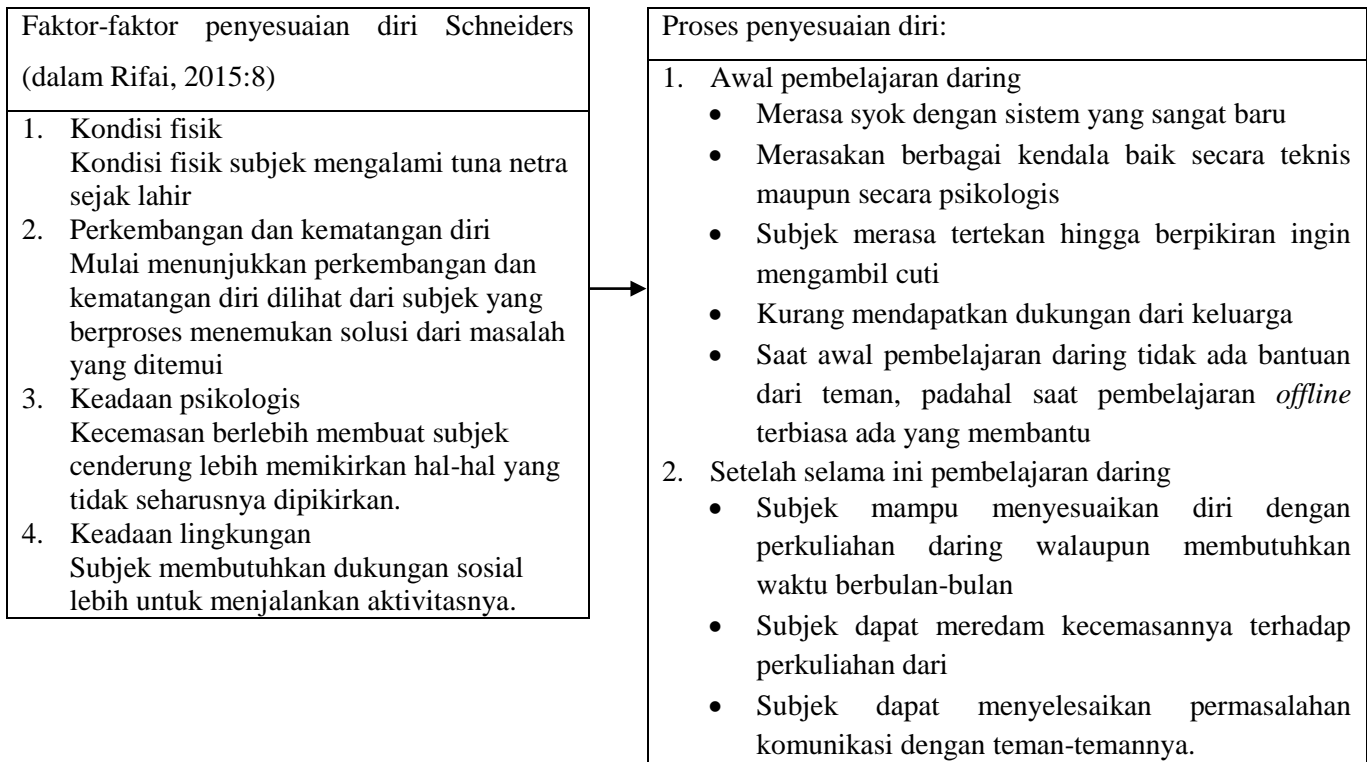 Faktor-faktor penyesuaian diri Schneiders
(dalam Rifai, 2015:8)
1. Kondisi fisik
Kondisi fisik subjek mengalami tuna netra
sejak lahir
2. Perkembangan dan kematangan diri
Mulai menunjukkan perkembangan dan
kematangan diri dilihat dari subjek yang
berproses menemukan solusi dari masalah
yang ditemui
3. Keadaan psikologis
Kecemasan berlebih membuat subjek
cenderung lebih memikirkan hal-hal yang
tidak seharusnya dipikirkan.
4. Keadaan lingkungan
Subjek membutuhkan dukungan sosial
lebih untuk menjalankan aktivitasnya.
Proses penyesuaian diri:
1. Awal pembelajaran daring
• Merasa syok dengan sistem yang sangat baru
• Merasakan berbagai kendala baik secara teknis
maupun secara psikologis
• Subjek merasa tertekan hingga berpikiran ingin
mengambil cuti
• Kurang mendapatkan dukungan dari keluarga
• Saat awal pembelajaran daring tidak ada bantuan
dari teman, padahal saat pembelajaran offline
terbiasa ada yang membantu
2. Setelah selama ini pembelajaran daring
• Subjek mampu menyesuaikan diri dengan
perkuliahan daring walaupun membutuhkan
waktu berbulan-bulan
• Subjek dapat meredam kecemasannya terhadap
perkuliahan dari
• Subjek dapat menyelesaikan permasalahan
komunikasi dengan teman-temannya.